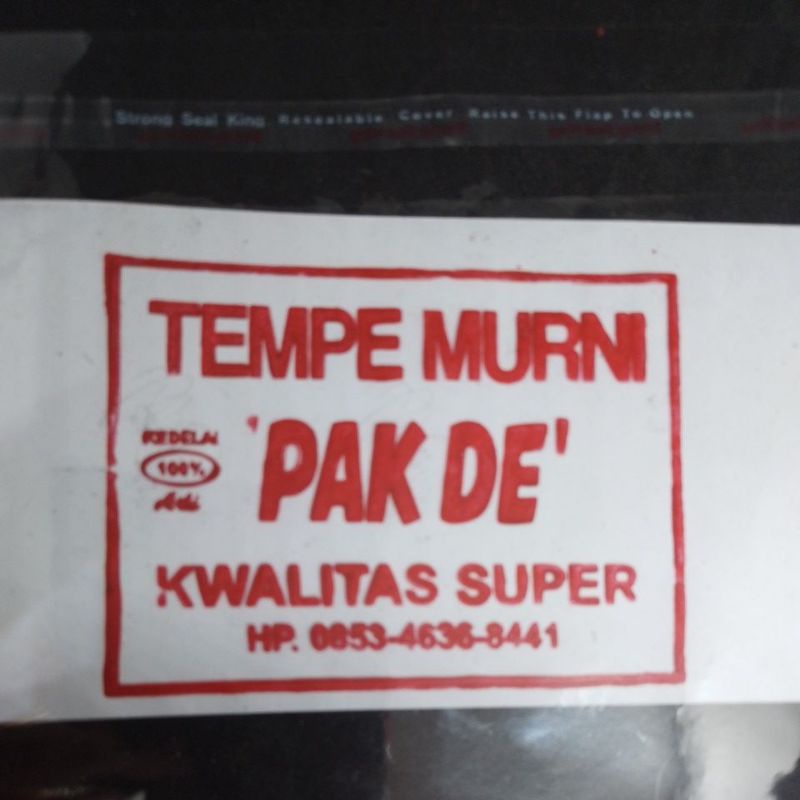 Strong Seal King Resealable Cover Raise This Flap To Open
TEMPE MURNI
'PAK DE'
KEDELAI
100%
Asli
KWALITAS SUPER
HP. 0853-4636-8441